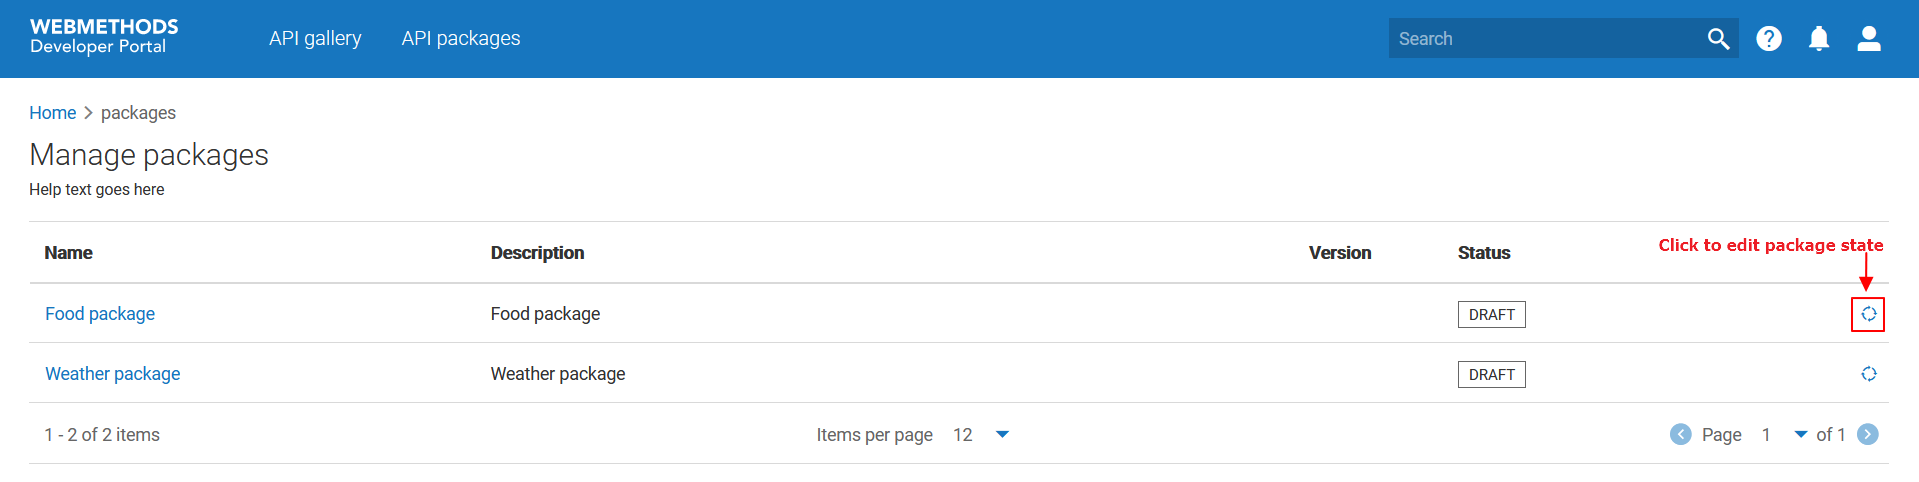 WEBMETHODS
Developer Portal
API gallery
API packages
Search
Home > packages
Manage packages
Help text goes here
Name Description Version Status
Click to edit package state
Food package Food package DRAFT
Weather package Weather package DRAFT
1 - 2 of 2 items Items per page 12 Page 1 of 1